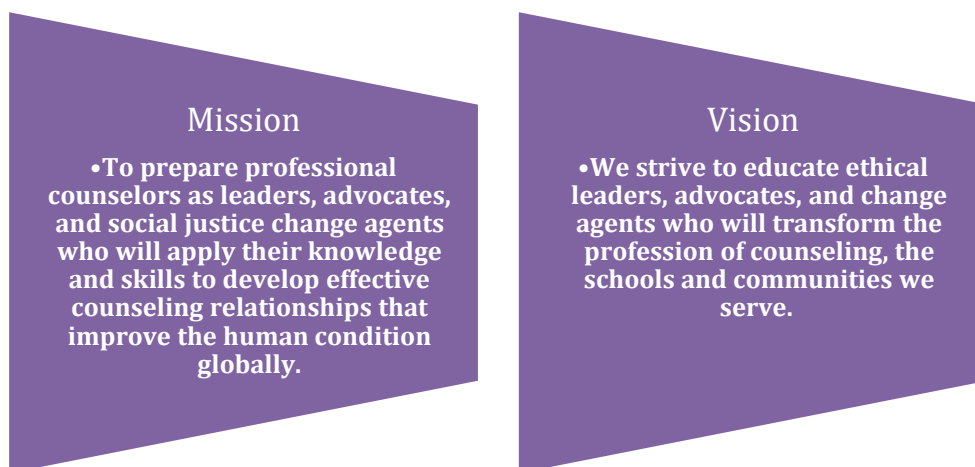 Mission
•To prepare professional
counselors as leaders, advocates,
and social justice change agents
who will apply their knowledge
and skills to develop effective
counseling relationships that
improve the human condition
globally.
Vision
•We strive to educate ethical
leaders, advocates, and change
agents who will transform the
profession of counseling, the
schools and communities we
serve.